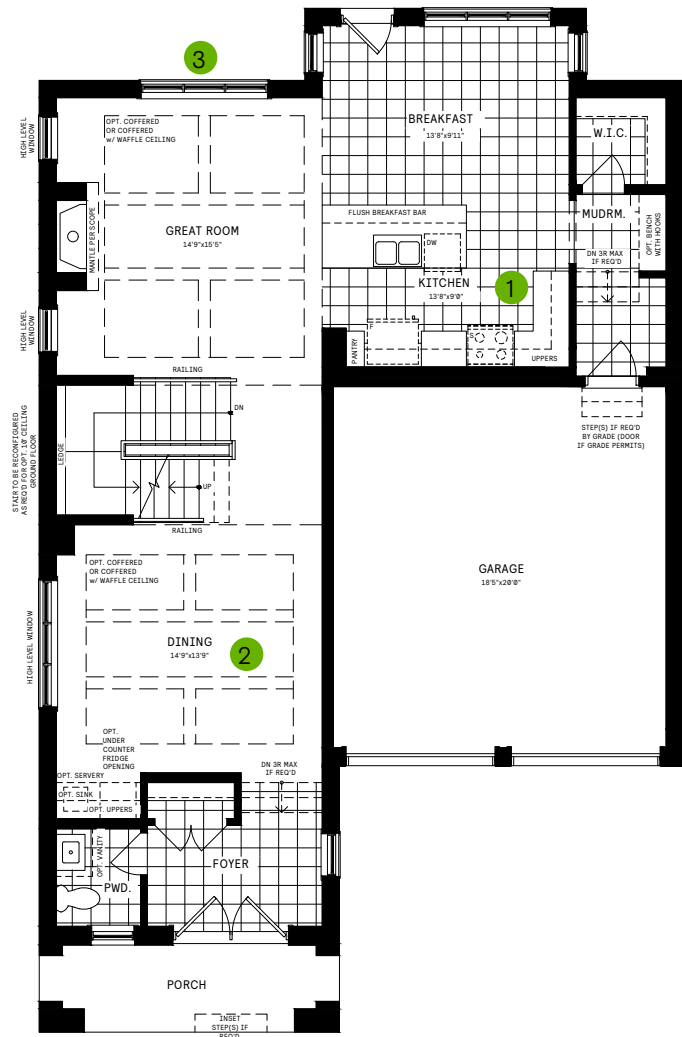 3
BREAKFAST
13'8"x9'11"
W.I.C.
OPT. COFFERED
OR COFFERED
w/ WAFFLE CEILING
HIGH LEVEL
WINDOW
FLUSH BREAKFAST BAR
MUDRM.
OPT. BENCH
WITH HOOKS
GREAT ROOM
14'9"x15'5"
MANTLE PER SCOPE
DW
DN 3R MAX
IF REQ'D
KITCHEN
13'8"x9'0"
1
HIGH LEVEL
WINDOW
F
S
PANTRY
UPPERS
RAILING
DN
STEP(S) IF REQ'D
BY GRADE (DOOR
IF GRADE PERMITS)
STAIR TO BE RECONFIGURED
AS REQ'D FOR OPT. 10' CEILING
GROUND FLOOR
LEDGE
UP
RAILING
OPT. COFFERED
OR COFFERED
w/ WAFFLE CEILING
GARAGE
18'5"x20'0"
HIGH LEVEL WINDOW
DINING
14'9"x13'9"
2
OPT.
UNDER
COUNTER
FRIDGE
OPENING
DN 3R MAX
IF REQ'D
OPT. SERVERY
OPT. SINK
OPT. UPPERS
OPT. VANITY
FOYER
PWD.
PORCH
INSET
STEP(S) IF
REQ'D